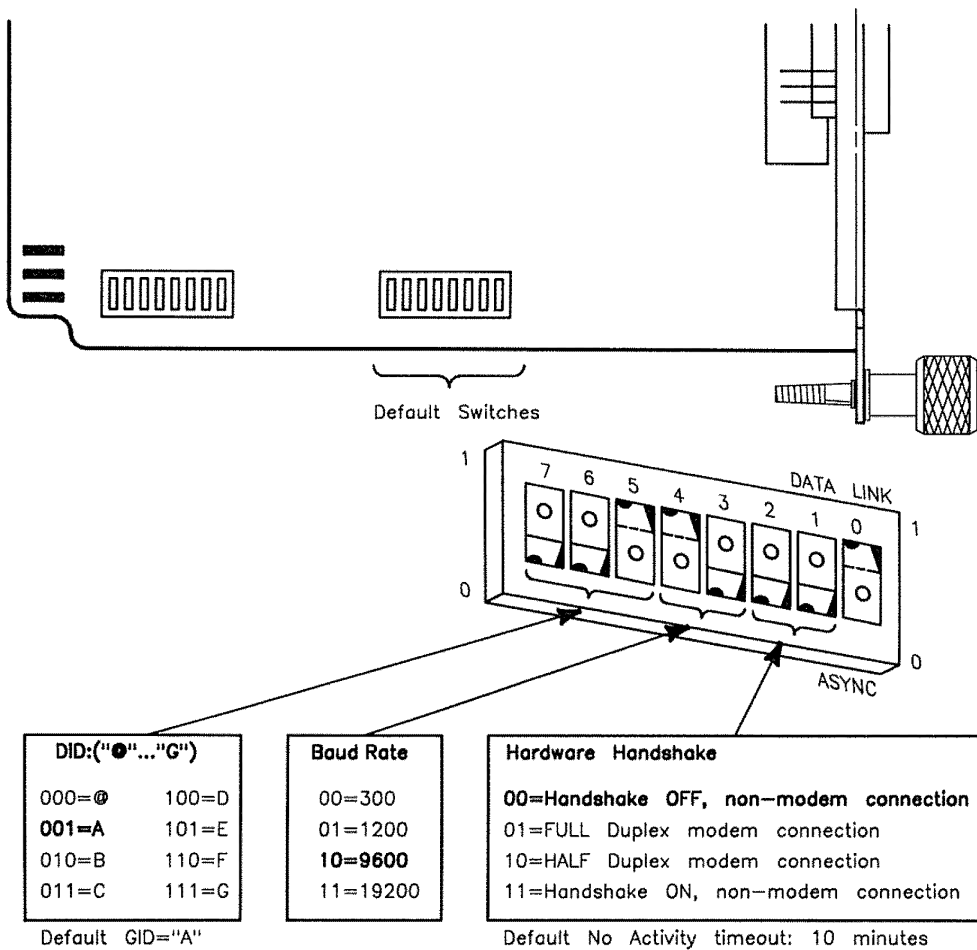 Default Switches
1
7 6 5 4 3 2 1 0
DATA LINK
1
0
0
ASYNC
DID:("@"..."G")
000=@ 100=D
001=A 101=E
010=B 110=F
011=C 111=G
Default GID="A"
Baud Rate
00=300
01=1200
10=9600
11=19200
Hardware Handshake
00=Handshake OFF, non-modem connection
01=FULL Duplex modem connection
10=HALF Duplex modem connection
11=Handshake ON, non-modem connection
Default No Activity timeout: 10 minutes